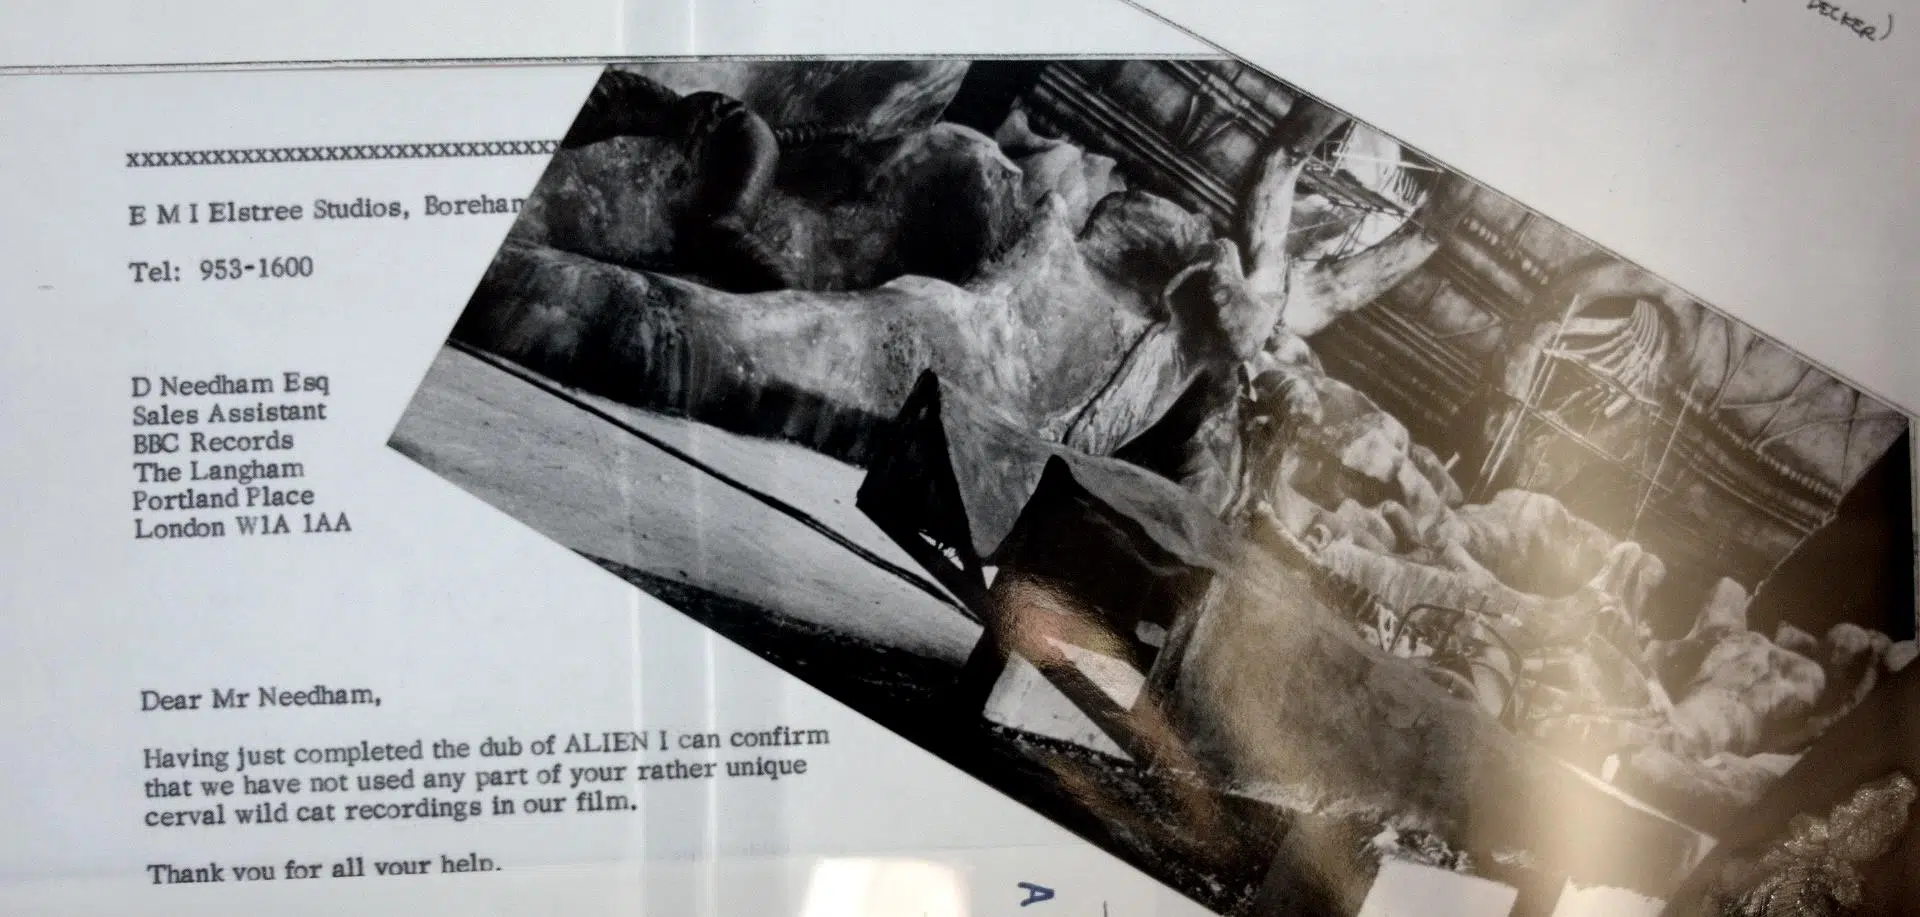 DECKER)
xxxxxxxxxxxxxxxxxxxxxxxxxxxxxx
E M I Elstree Studios, Boreham
Tel: 953-1600
D Needham Esq
Sales Assistant
BBC Records
The Langham
Portland Place
London W1A 1AA
Dear Mr Needham,
Having just completed the dub of ALIEN I can confirm
that we have not used any part of your rather unique
cerval wild cat recordings in our film.
Thank you for all your help.
A